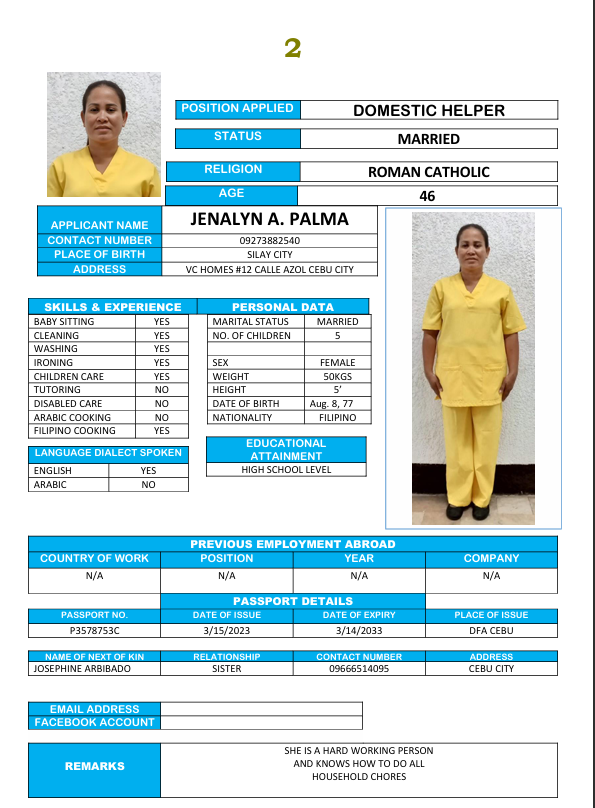 2
POSITION APPLIED DOMESTIC HELPER
STATUS MARRIED
RELIGION ROMAN CATHOLIC
AGE 46
APPLICANT NAME JENALYN A. PALMA
CONTACT NUMBER 09273882540
PLACE OF BIRTH SILAY CITY
ADDRESS VC HOMES #12 CALLE AZOL CEBU CITY
SKILLS & EXPERIENCE
BABY SITTING YES
CLEANING YES
WASHING YES
IRONING YES
CHILDREN CARE YES
TUTORING NO
DISABLED CARE NO
ARABIC COOKING NO
FILIPINO COOKING YES
LANGUAGE DIALECT SPOKEN
ENGLISH YES
ARABIC NO
PERSONAL DATA
MARITAL STATUS MARRIED
NO. OF CHILDREN 5
SEX FEMALE
WEIGHT 50KGS
HEIGHT 5'
DATE OF BIRTH Aug. 8, 77
NATIONALITY FILIPINO
EDUCATIONAL
ATTAINMENT
HIGH SCHOOL LEVEL
PREVIOUS EMPLOYMENT ABROAD
COUNTRY OF WORK POSITION YEAR COMPANY
N/A N/A N/A N/A
PASSPORT DETAILS
PASSPORT NO. DATE OF ISSUE DATE OF EXPIRY PLACE OF ISSUE
P3578753C 3/15/2023 3/14/2033 DFA CEBU
NAME OF NEXT OF KIN RELATIONSHIP CONTACT NUMBER ADDRESS
JOSEPHINE ARBIBADO SISTER 09666514095 CEBU CITY
EMAIL ADDRESS
FACEBOOK ACCOUNT
REMARKS
SHE IS A HARD WORKING PERSON
AND KNOWS HOW TO DO ALL
HOUSEHOLD CHORES